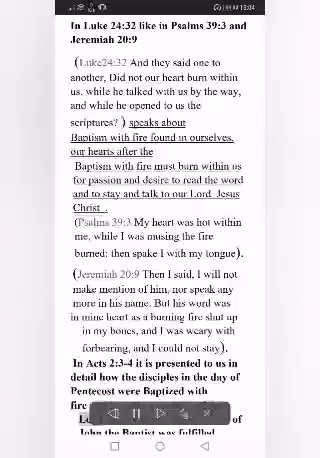 15:04
In Luke 24:32 like in Psalms 39:3 and
Jeremiah 20:9
(Luke24:32 And they said one to
another, Did not our heart burn within
us, while he talked with us by the way,
and while he opened to us the
scriptures? ) speaks about
Baptism with fire found in ourselves,
our hearts after the
Baptism with fire must burn within us
for passion and desire to read the word
and to stay and talk to our Lord Jesus
Christ .
(Psalms 39:3 My heart was hot within
me, while I was musing the fire
burned: then spake I with my tongue).
(Jeremiah 20:9 Then I said, I will not
make mention of him, nor speak any
more in his name. But his word was
in mine heart as a burning fire shut up
in my bones, and I was weary with
forbearing, and I could not stay).
In Acts 2:3-4 it is presented to us in
detail how the disciples in the day of
Pentecost were Baptized with
fire
of
John the Baptist was fulfilled